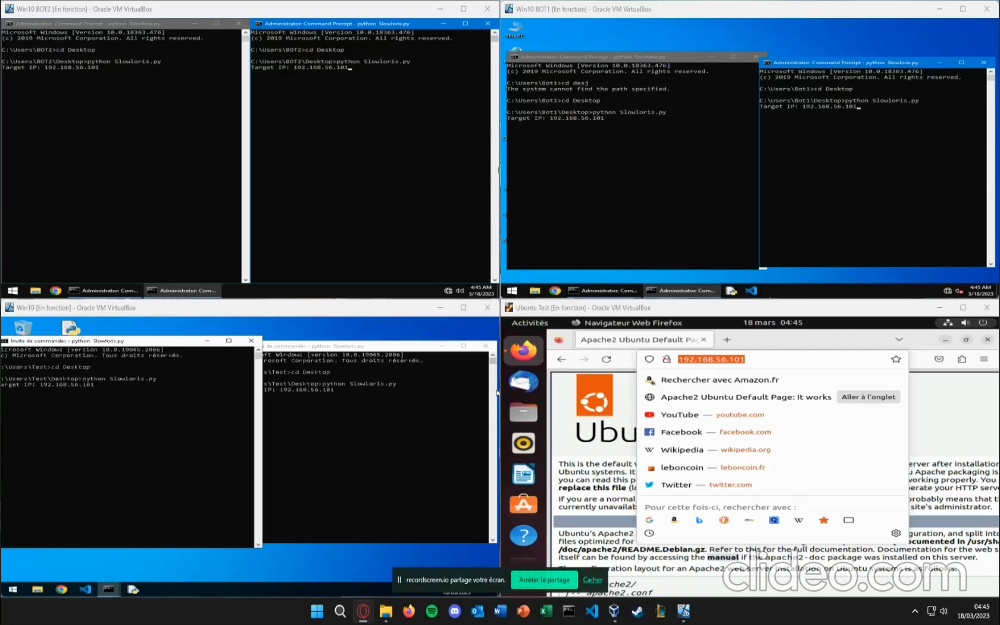 Win10 BOT2 [En fonction] - Oracle VM VirtualBox
Administrator: Command Prompt - python Slowloris.py
Microsoft Windows [Version 10.0.18363.476]
(c) 2019 Microsoft Corporation. All rights reserved.
C:\Users\BOT2>cd Desktop
C:\Users\BOT2\Desktop>python Slowloris.py
Target IP: 192.168.56.101
Administrator: Command Prompt - python Slowloris.py
Microsoft Windows [Version 10.0.18363.476]
(c) 2019 Microsoft Corporation. All rights reserved.
C:\Users\BOT2>cd Desktop
C:\Users\BOT2\Desktop>python Slowloris.py
Target IP: 192.168.56.101
Administrator: Com...
Administrator: Com...
4:45 AM
3/18/2023
Win10 BOT1 [En fonction] - Oracle VM VirtualBox
This PC
Administrator: Command Prompt - python Slowloris.py
Microsoft Windows [Version 10.0.18363.476]
(c) 2019 Microsoft Corporation. All rights reserved.
C:\Users\Bot1>cd desj
The system cannot find the path specified.
C:\Users\Bot1>cd Desktop
C:\Users\Bot1\Desktop>python Slowloris.py
Target IP: 192.168.56.101
Administrator: Command Prompt - python Slowloris.py
Microsoft Windows [Version 10.0.18363.476]
(c) 2019 Microsoft Corporation. All rights reserved.
C:\Users\Bot1>cd Desktop
C:\Users\Bot1\Desktop>python Slowloris.py
Target IP: 192.168.56.101
Administrator: Com...
Administrator: Com...
4:45 AM
3/18/2023
Win10 [En fonction] - Oracle VM VirtualBox
Invite de commandes - python Slowloris.py
icrosoft Windows [version 10.0.19045.2006]
c) Microsoft Corporation. Tous droits réservés.
:\Users\Test>cd Desktop
:\Users\Test\Desktop>python Slowloris.py
arget IP: 192.168.56.101
de commandes - python Slowloris.py
ft Windows [version 10.0.19045.2006]
rosoft Corporation. Tous droits réservés.
s\Test>cd Desktop
s\Test\Desktop>python Slowloris.py
IP: 192.168.56.101
Ubuntu Test [En fonction] - Oracle VM VirtualBox
Activités Navigateur Web Firefox 18 mars 04:45
Apache2 Ubuntu Default Pa
192.168.56.101
Rechercher avec Amazon.fr
Apache2 Ubuntu Default Page: It works Aller à l'onglet
YouTube — youtube.com
Facebook — facebook.com
Wikipedia — wikipedia.org
leboncoin — leboncoin.fr
Twitter — twitter.com
Pour cette fois-ci, rechercher avec :
Ubu
This is the default erver after installation
Ubuntu systems. It u Apache packaging is
you can read this p working properly. You
replace this file (l erate your HTTP serv
If you are a normal probably means that t
currently unavailab site's administrator.
Ubuntu's Apache2 guration, and split into
files optimized for ocumented in /usr/sh
/doc/apache2/README.Debian.gz. Refer to this for the full documentation. Documentation for the web s
itself can be found by accessing the manual if the apache2-doc package was installed on this server.
The configuration layout for an Apache2 web server installation on Ubuntu systems is as follows:
che2/
|-- apache2.conf
clideo.com
recordscreen.io partage votre écran. Arrêter le partage Cacher
18/03/2023
04:45
18/03/2023